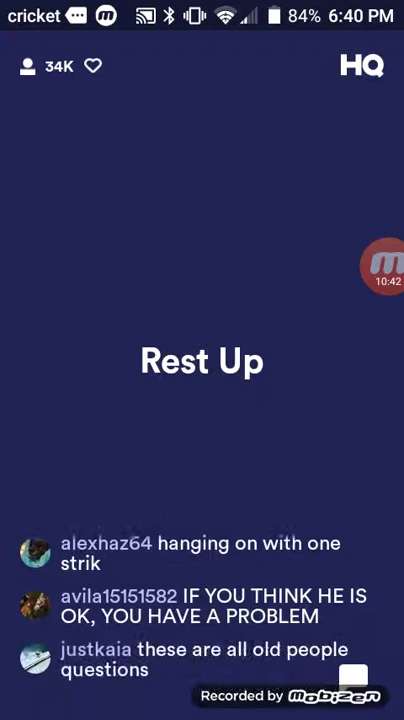 cricket 84% 6:40 PM
34K HQ
10:42
Rest Up
alexhaz64 hanging on with one
strik
avila15151582 IF YOU THINK HE IS
OK, YOU HAVE A PROBLEM
justkaia these are all old people
questions
Recorded by mobizen